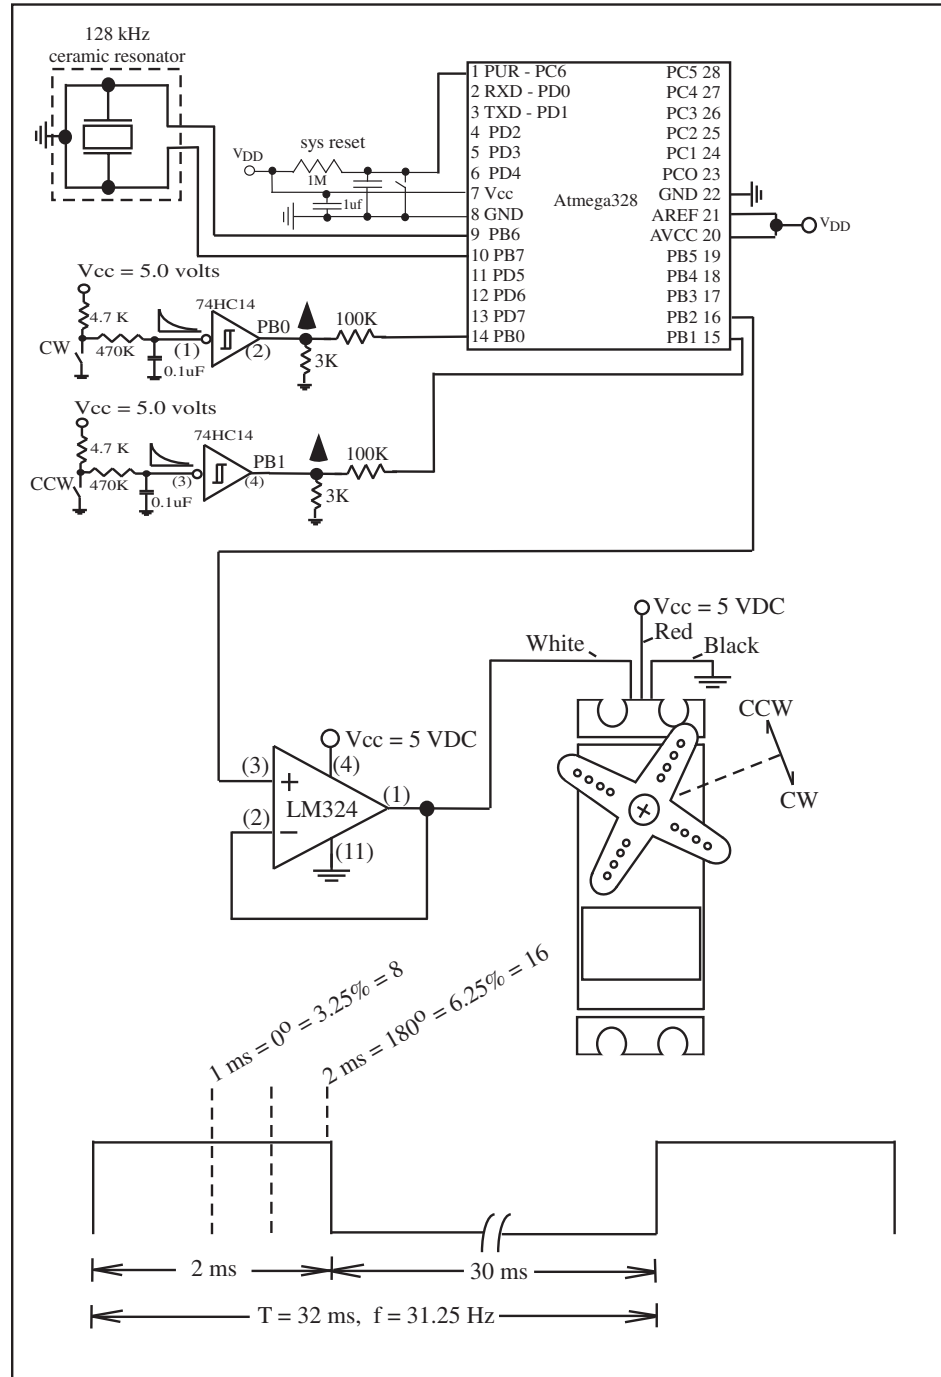 128 kHz
ceramic resonator
sys reset
VDD
1M
1uf
1 PUR - PC6
2 RXD - PD0
3 TXD - PD1
4 PD2
5 PD3
6 PD4
7 Vcc
8 GND
9 PB6
10 PB7
11 PD5
12 PD6
13 PD7
14 PB0
Atmega328
PC5 28
PC4 27
PC3 26
PC2 25
PC1 24
PCO 23
GND 22
AREF 21
AVCC 20
PB5 19
PB4 18
PB3 17
PB2 16
PB1 15
VDD
Vcc = 5.0 volts
4.7 K
CW
470K
0.1uF
74HC14
(1)
(2)
PB0
100K
3K
Vcc = 5.0 volts
4.7 K
CCW
470K
0.1uF
74HC14
(3)
(4)
PB1
100K
3K
Vcc = 5 VDC
White
Red
Black
CCW
CW
Vcc = 5 VDC
(3)
(4)
+
LM324
(1)
(2)
−
(11)
1 ms = 0o = 3.25% = 8
2 ms = 180o = 6.25% = 16
2 ms
30 ms
T = 32 ms, f = 31.25 Hz